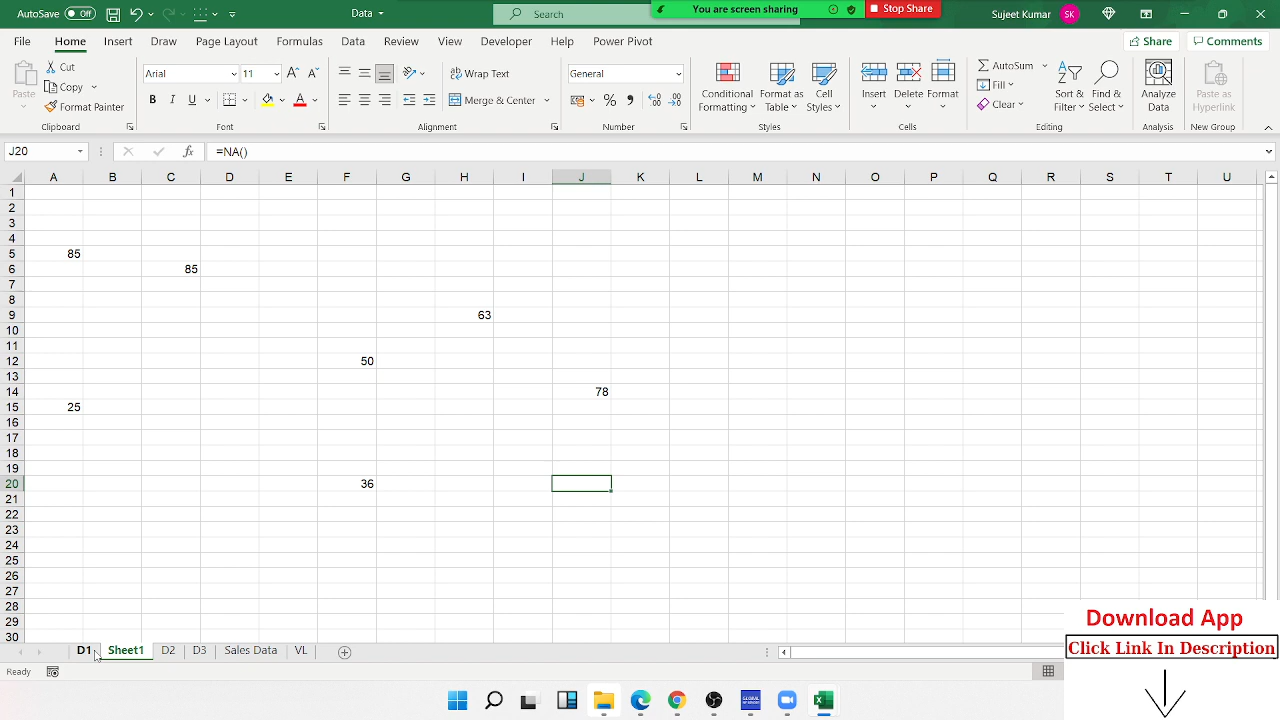 AutoSave Off Data Search You are screen sharing Stop Share Sujeet Kumar SK
File Home Insert Draw Page Layout Formulas Data Review View Developer Help Power Pivot Share Comments
Cut
Copy
Format Painter
Paste
Clipboard
Arial 11
B I U
Font
Wrap Text
Merge & Center
Alignment
General
Number
Conditional Formatting
Format as Table
Cell Styles
Styles
Insert Delete Format
Cells
AutoSum
Fill
Clear
Sort & Filter
Find & Select
Editing
Analyze Data
Analysis
Paste as Hyperlink
New Group
J20 fx =NA()
A B C D E F G H I J K L M N O P Q R S T U
1
2
3
4
5 85
6 85
7
8
9 63
10
11
12 50
13
14 78
15 25
16
17
18
19
20 36
21
22
23
24
25
26
27
28
29
30
Download App
Click Link In Description
D1 Sheet1 D2 D3 Sales Data VL
Ready